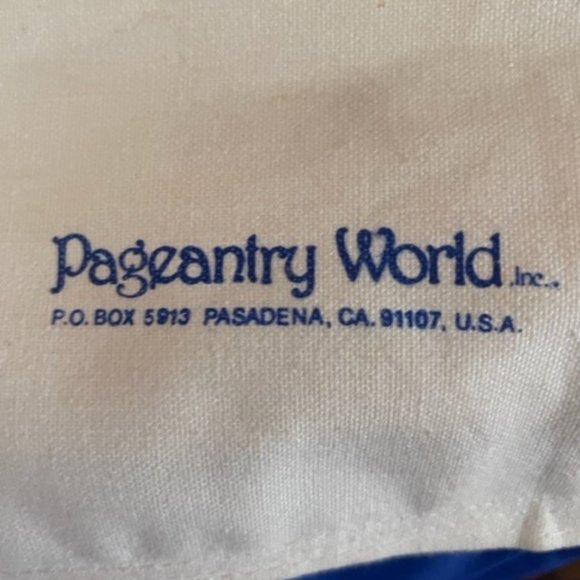 Pageantry World, Inc.
P.O. BOX 5913 PASADENA, CA. 91107, U.S.A.